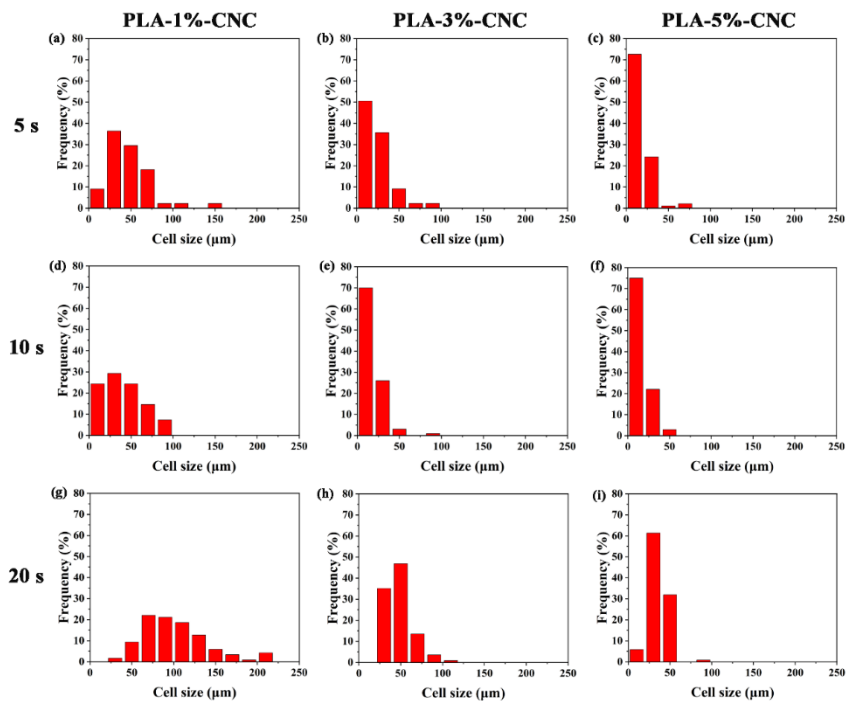 PLA-1%-CNC PLA-3%-CNC PLA-5%-CNC
5 s
(a)
Frequency (%)
80
70
60
50
40
30
20
10
0
0 50 100 150 200 250
Cell size (μm)
(b)
Frequency (%)
80
70
60
50
40
30
20
10
0
0 50 100 150 200 250
Cell size (μm)
(c)
Frequency (%)
80
70
60
50
40
30
20
10
0
0 50 100 150 200 250
Cell size (μm)
10 s
(d)
Frequency (%)
80
70
60
50
40
30
20
10
0
0 50 100 150 200 250
Cell size (μm)
(e)
Frequency (%)
80
70
60
50
40
30
20
10
0
0 50 100 150 200 250
Cell size (μm)
(f)
Frequency (%)
80
70
60
50
40
30
20
10
0
0 50 100 150 200 250
Cell size (μm)
20 s
(g)
Frequency (%)
80
70
60
50
40
30
20
10
0
0 50 100 150 200 250
Cell size (μm)
(h)
Frequency (%)
80
70
60
50
40
30
20
10
0
0 50 100 150 200 250
Cell size (μm)
(i)
Frequency (%)
80
70
60
50
40
30
20
10
0
0 50 100 150 200 250
Cell size (μm)